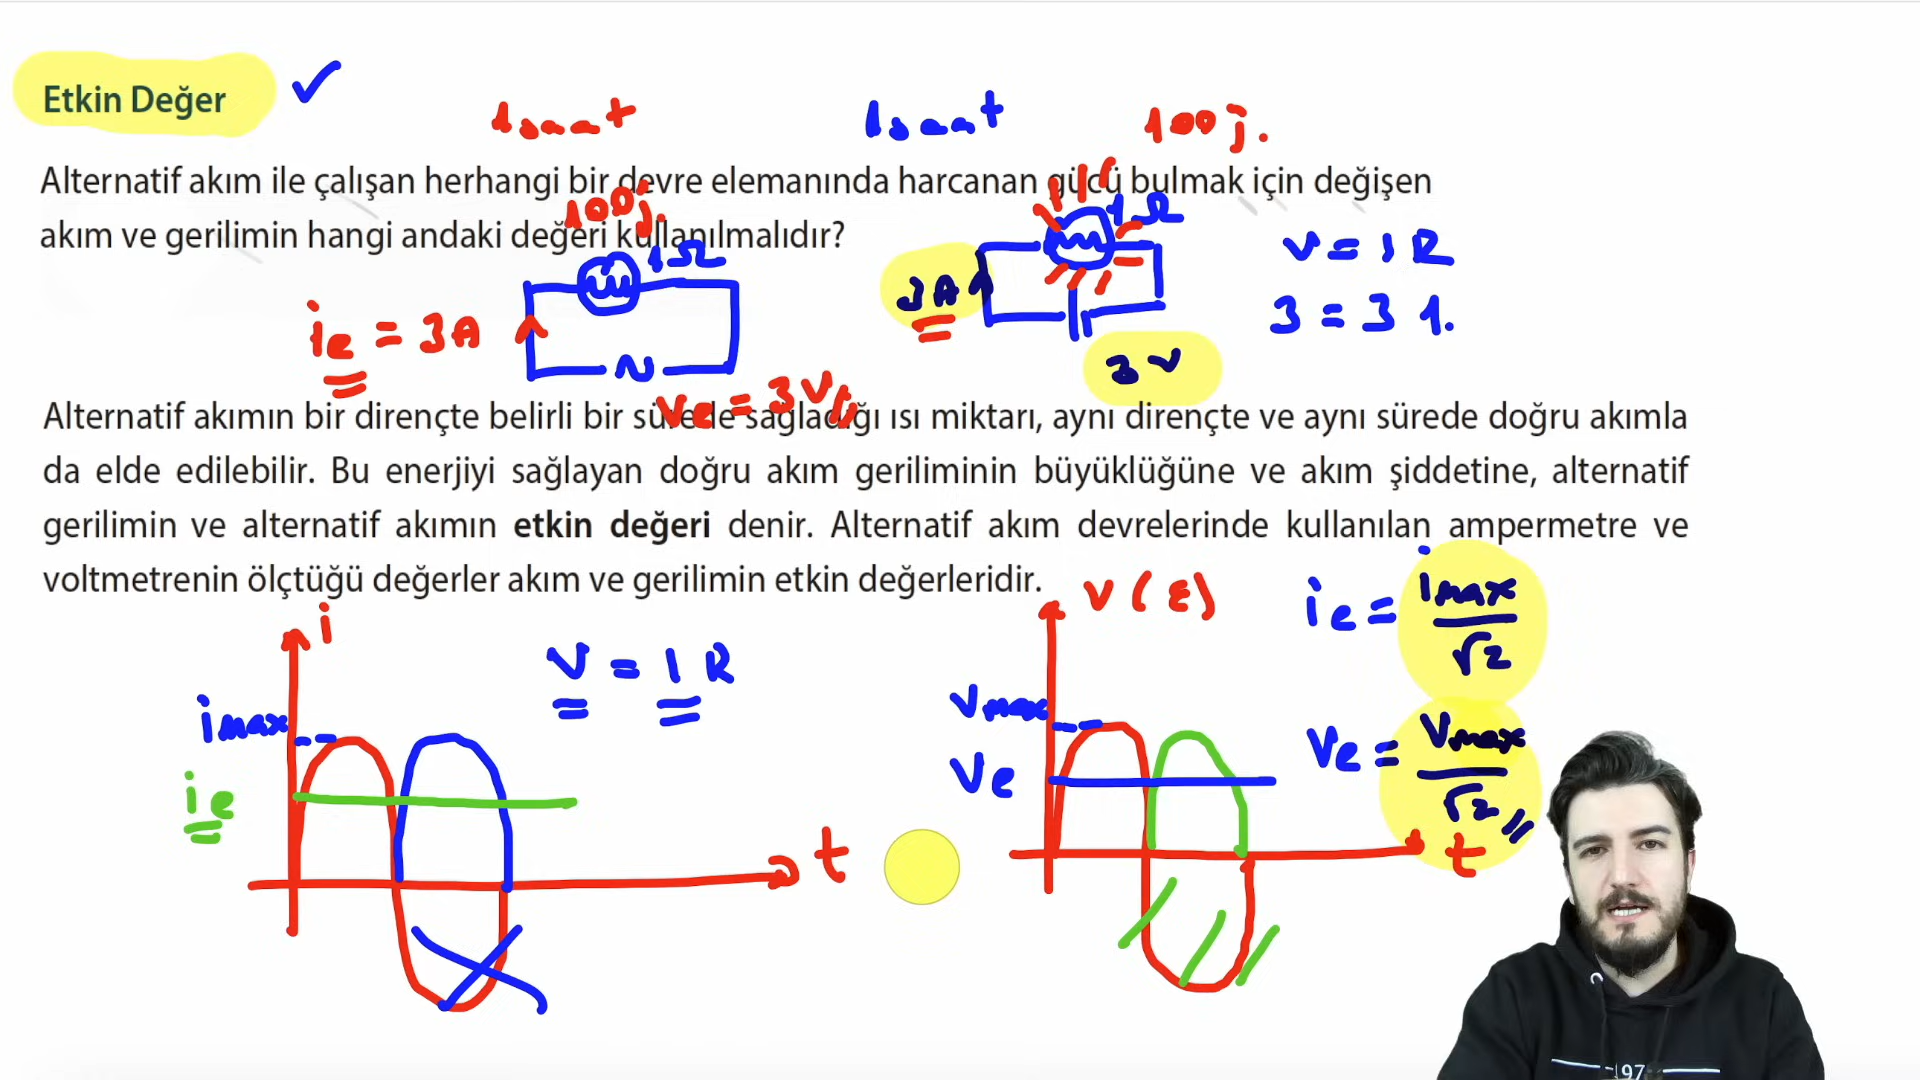 Etkin Değer
1 saat
1 saat
100 j.
Alternatif akım ile çalışan herhangi bir devre elemanında harcanan gücü bulmak için değişen
akım ve gerilimin hangi andaki değeri kullanılmalıdır?
100 j.
1Ω
1Ω
V = I R
ie = 3A
3A
3 = 3 1.
3 V
Ve = 3V
Alternatif akımın bir dirençte belirli bir sürede sağladığı ısı miktarı, aynı dirençte ve aynı sürede doğru akımla
da elde edilebilir. Bu enerjiyi sağlayan doğru akım geriliminin büyüklüğüne ve akım şiddetine, alternatif
gerilimin ve alternatif akımın etkin değeri denir. Alternatif akım devrelerinde kullanılan ampermetre ve
voltmetrenin ölçtüğü değerler akım ve gerilimin etkin değerleridir.
i
V = I R
imax
ie
t
V (ε)
Vmax
Ve
t
ie = imax/√2
Ve = Vmax/√2
197